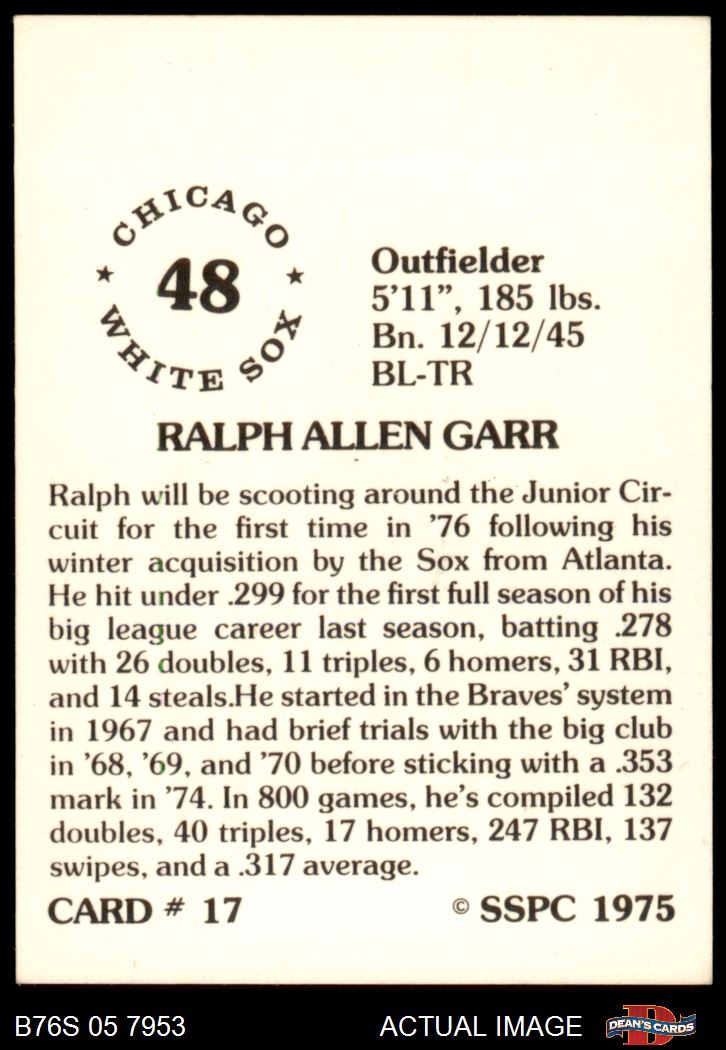 CHICAGO
★ 48 ★
WHITE SOX
Outfielder
5'11”, 185 lbs.
Bn. 12/12/45
BL-TR
RALPH ALLEN GARR
Ralph will be scooting around the Junior Cir-
cuit for the first time in ’76 following his
winter acquisition by the Sox from Atlanta.
He hit under .299 for the first full season of his
big league career last season, batting .278
with 26 doubles, 11 triples, 6 homers, 31 RBI,
and 14 steals.He started in the Braves’ system
in 1967 and had brief trials with the big club
in ’68, ’69, and ’70 before sticking with a .353
mark in ’74. In 800 games, he’s compiled 132
doubles, 40 triples, 17 homers, 247 RBI, 137
swipes, and a .317 average.
CARD # 17 © SSPC 1975
B76S 05 7953 ACTUAL IMAGE D DEAN'S CARDS